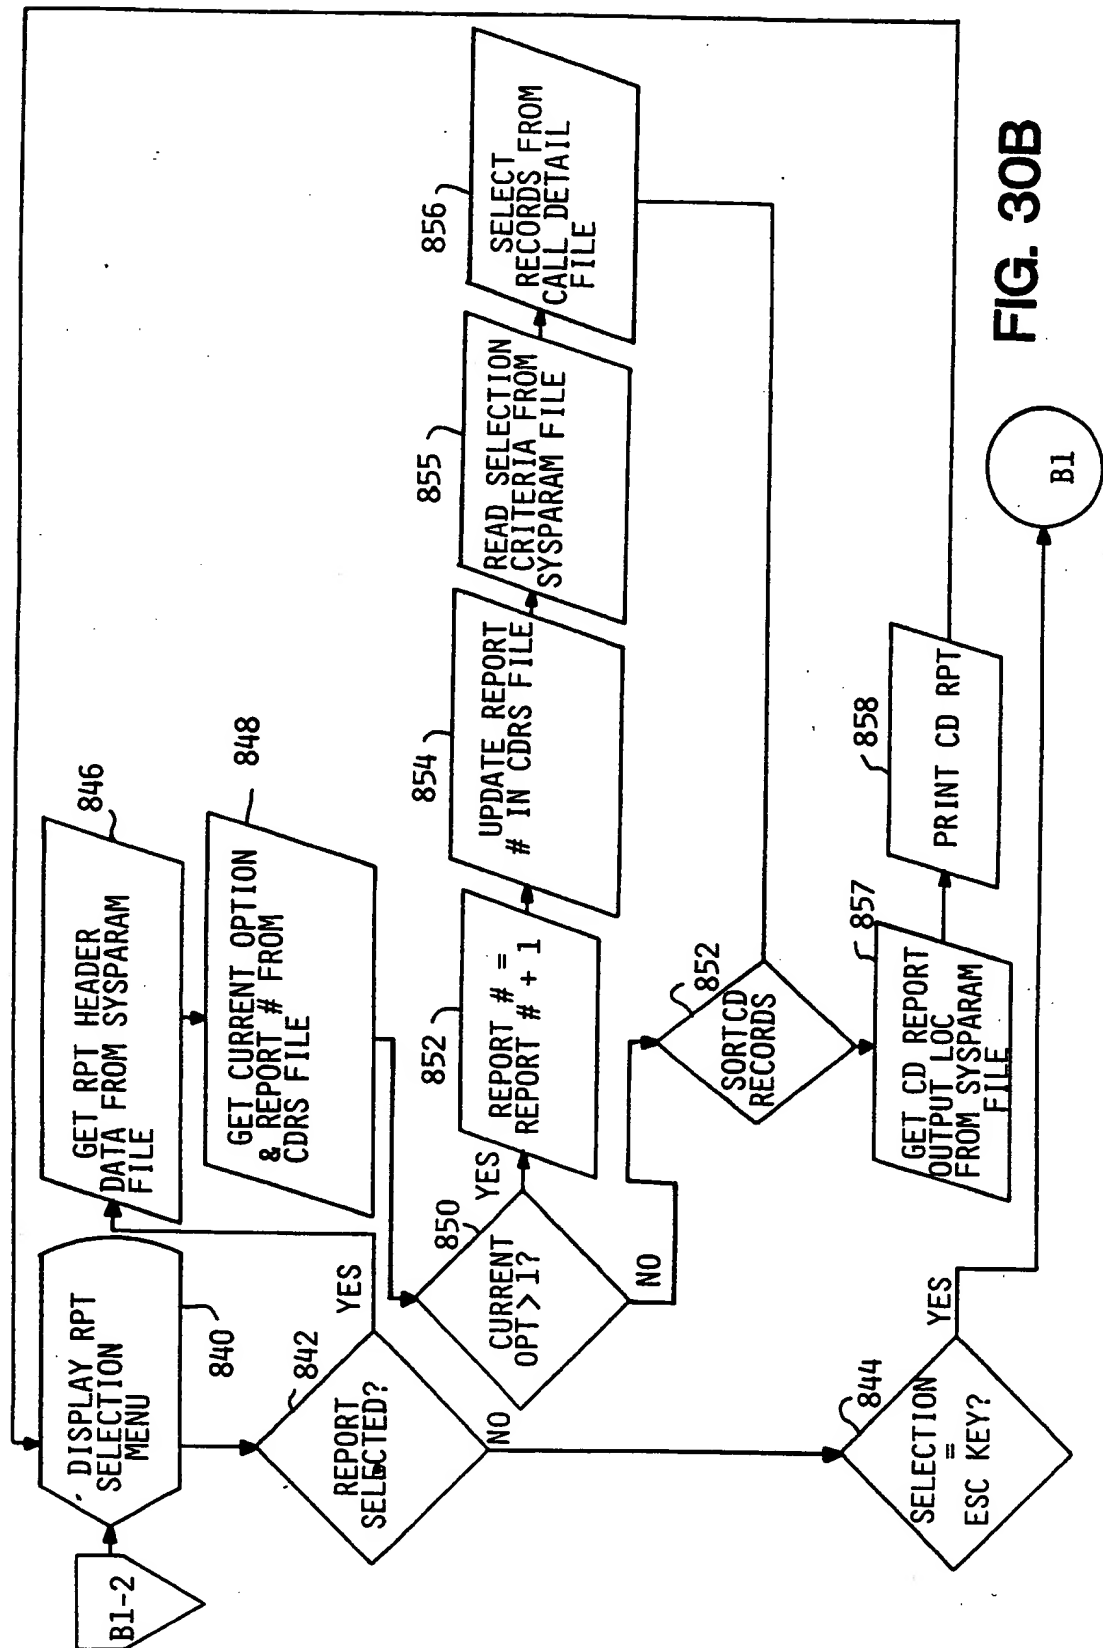 B1-2
DISPLAY RPT
SELECTION
MENU
840
REPORT
SELECTED?
842
YES
NO
GET RPT HEADER
DATA FROM SYSPARAM
FILE
846
GET CURRENT OPTION
& REPORT # FROM
CDRS FILE
848
CURRENT
OPT > 1?
850
YES
NO
REPORT # =
REPORT # + 1
852
UPDATE REPORT
# IN CDRS FILE
854
READ SELECTION
CRITERIA FROM
SYSPARAM FILE
855
SELECT
RECORDS FROM
CALL DETAIL
FILE
856
SORT CD
RECORDS
852
GET CD REPORT
OUTPUT LOC
FROM SYSPARAM
FILE
857
PRINT CD RPT
858
SELECTION
=
ESC KEY?
844
YES
B1
FIG. 30B